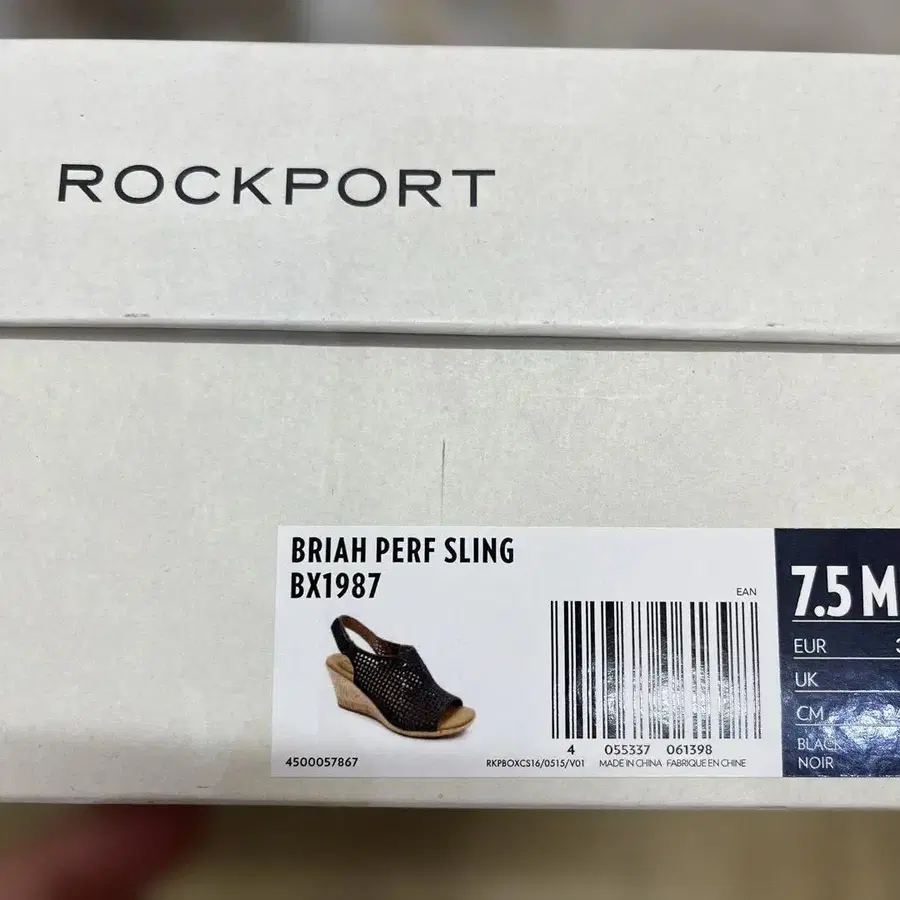 ROCKPORT
BRIAH PERF SLING
BX1987
EAN
7.5 M
EUR
UK
CM
BLACK
NOIR
4 055337 061398
4500057867
RKPBOXCS16/0515/V01 MADE IN CHINA FABRIQUE EN CHINE